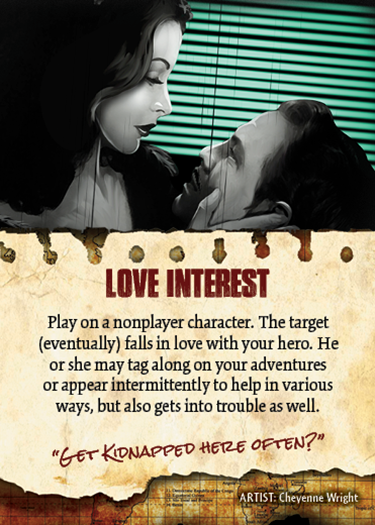 LOVE INTEREST
Play on a nonplayer character. The target
(eventually) falls in love with your hero. He
or she may tag along on your adventures
or appear intermittently to help in various
ways, but also gets into trouble as well.
“Get Kidnapped here often?”
ARTIST: Cheyenne Wright